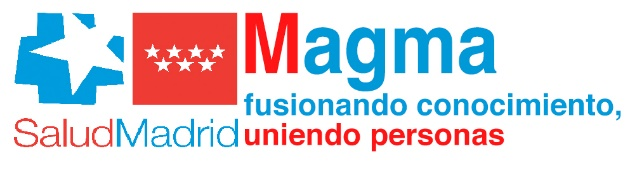 Magma
fusionando conocimiento,
SaludMadrid
uniendo personas